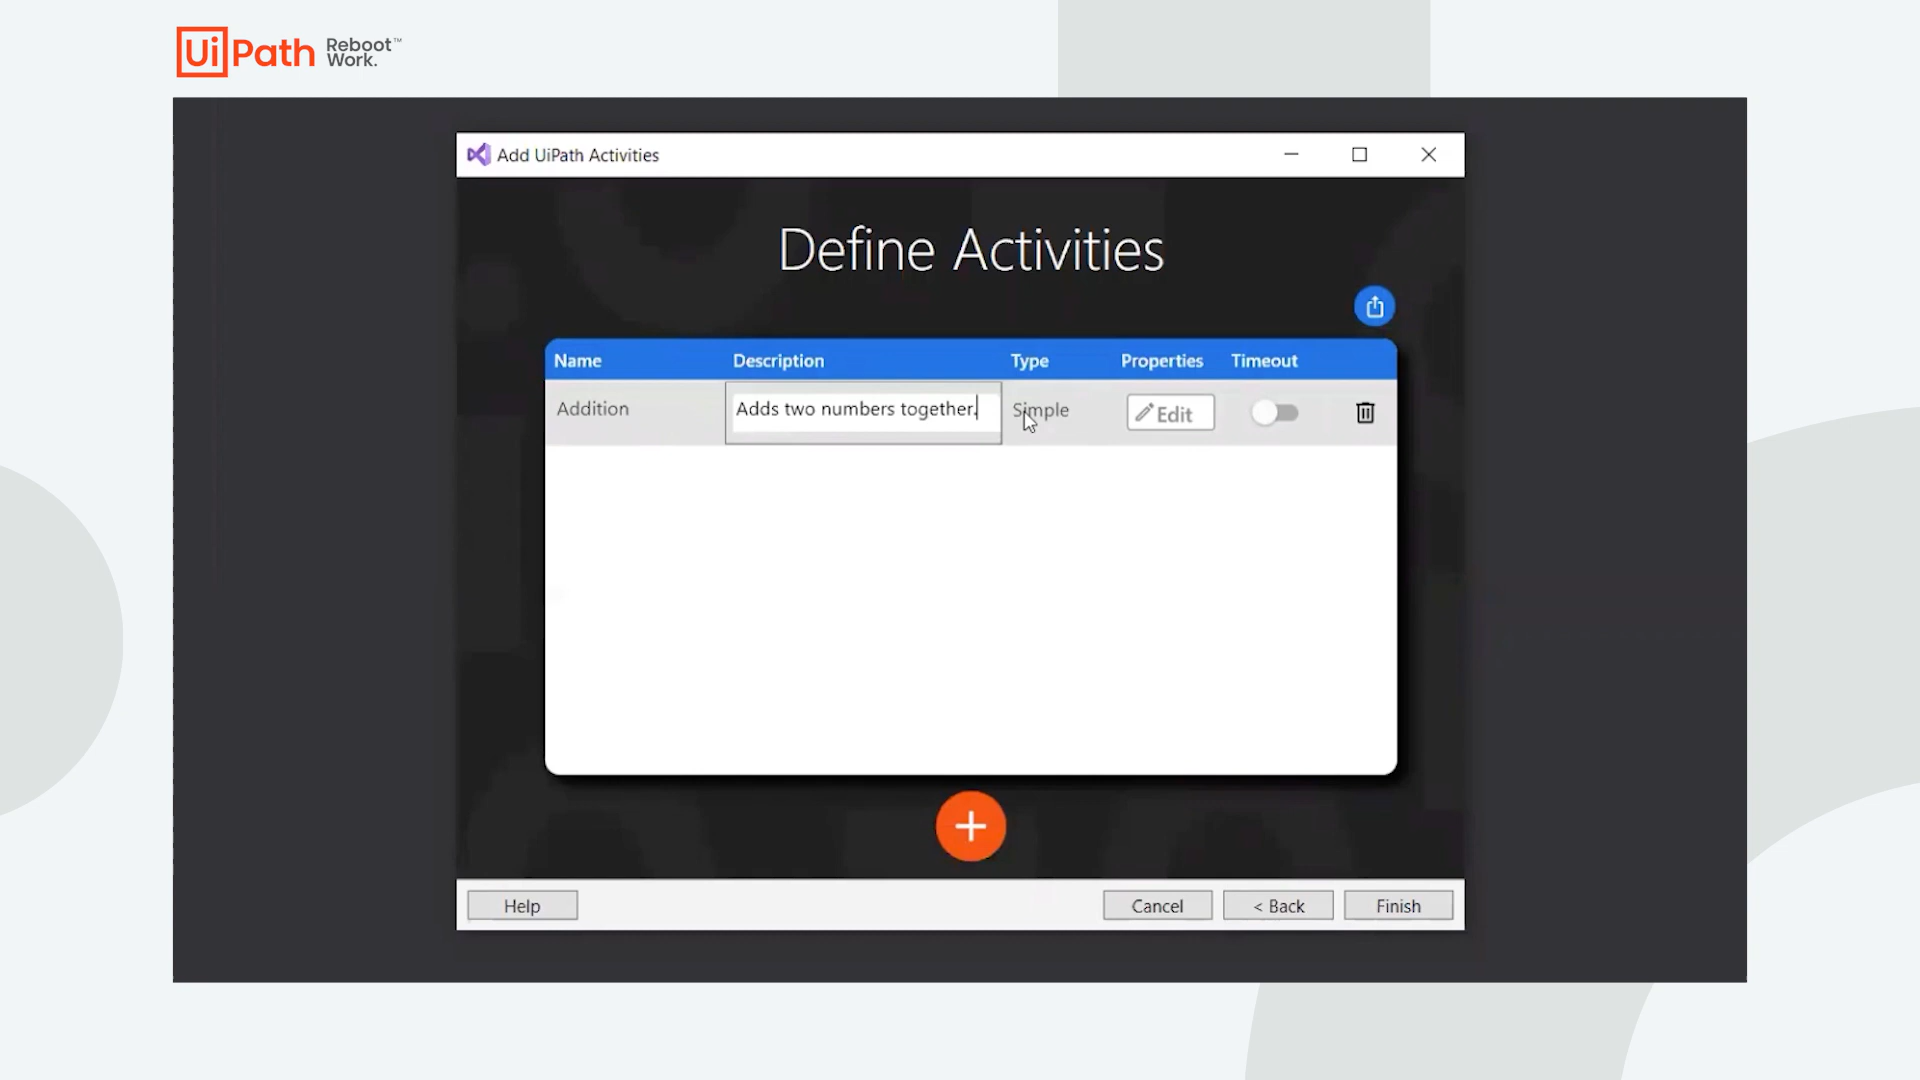 UiPath Reboot™
Work.
Add UiPath Activities
Define Activities
Name Description Type Properties Timeout
Addition Adds two numbers together. Simple Edit
Help Cancel < Back Finish